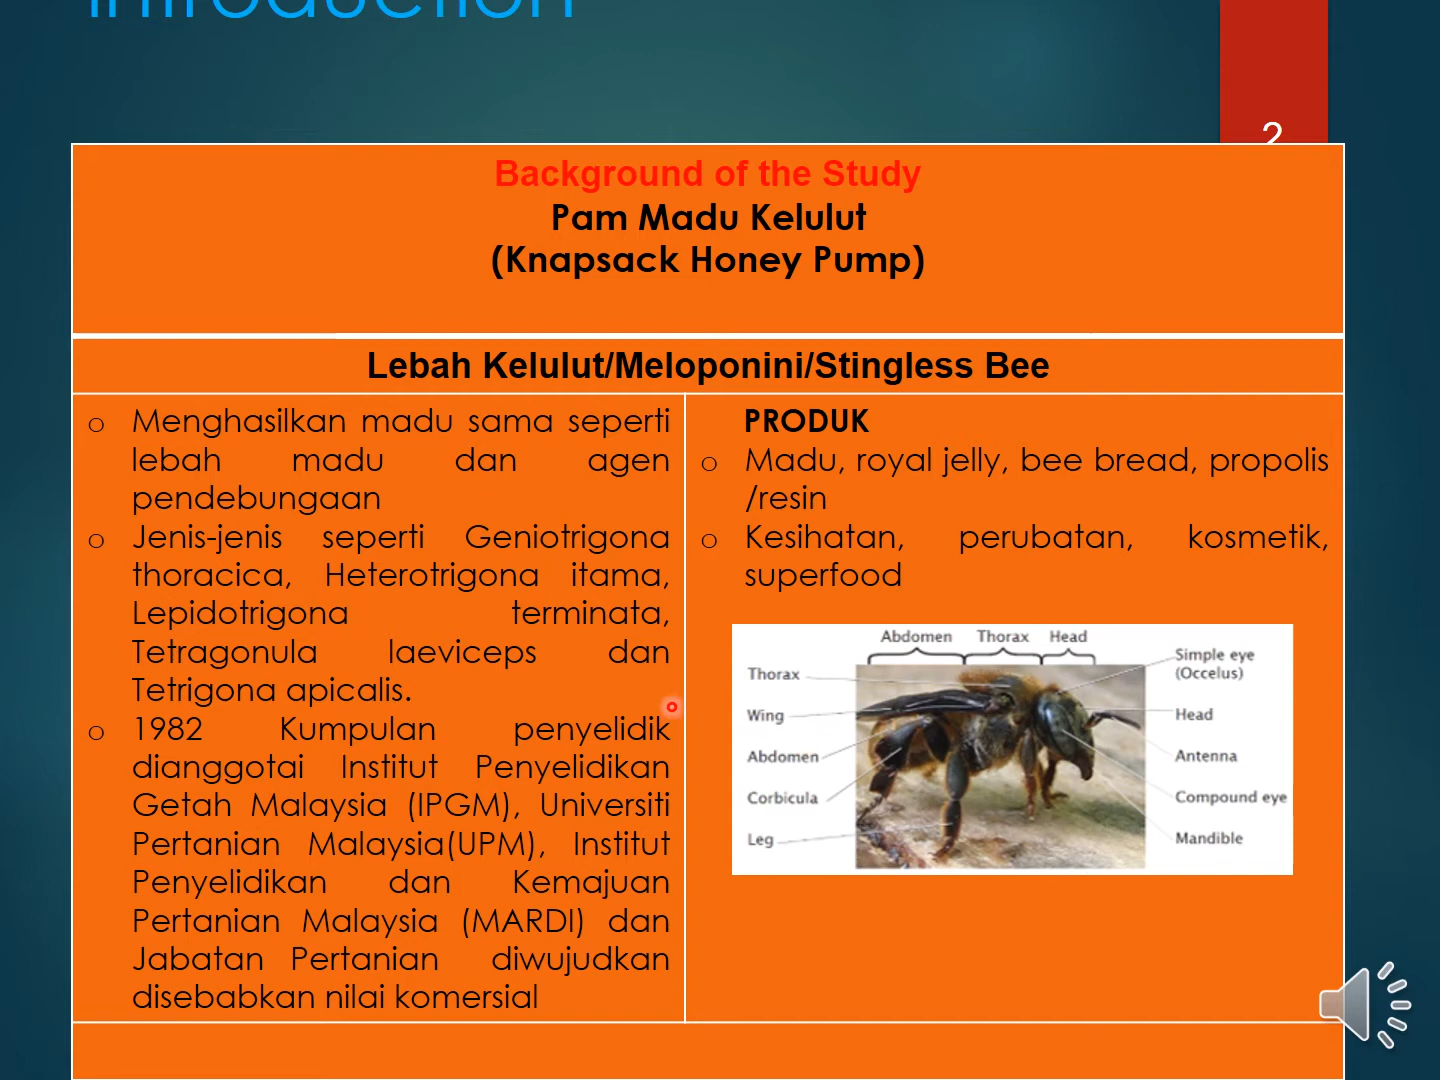 Introduction
2
Background of the Study
Pam Madu Kelulut
(Knapsack Honey Pump)
Lebah Kelulut/Meloponini/Stingless Bee
o Menghasilkan madu sama seperti
lebah madu dan agen
pendebungaan
o Jenis-jenis seperti Geniotrigona
thoracica, Heterotrigona itama,
Lepidotrigona terminata,
Tetragonula laeviceps dan
Tetrigona apicalis.
o 1982 Kumpulan penyelidik
dianggotai Institut Penyelidikan
Getah Malaysia (IPGM), Universiti
Pertanian Malaysia(UPM), Institut
Penyelidikan dan Kemajuan
Pertanian Malaysia (MARDI) dan
Jabatan Pertanian diwujudkan
disebabkan nilai komersial
PRODUK
o Madu, royal jelly, bee bread, propolis
/resin
o Kesihatan, perubatan, kosmetik,
superfood
Abdomen Thorax Head
Thorax
Wing
Abdomen
Corbicula
Leg
Simple eye
(Occelus)
Head
Antenna
Compound eye
Mandible